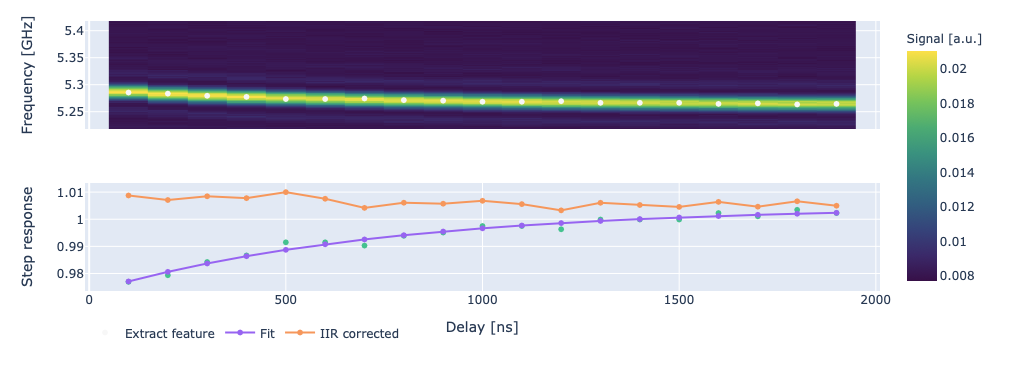 Frequency [GHz]
5.4
5.35
5.3
5.25
Signal [a.u.]
0.02
0.018
0.016
0.014
0.012
0.01
0.008
Step response
1.01
1
0.99
0.98
0
500
1000
1500
2000
Delay [ns]
Extract feature
Fit
IIR corrected